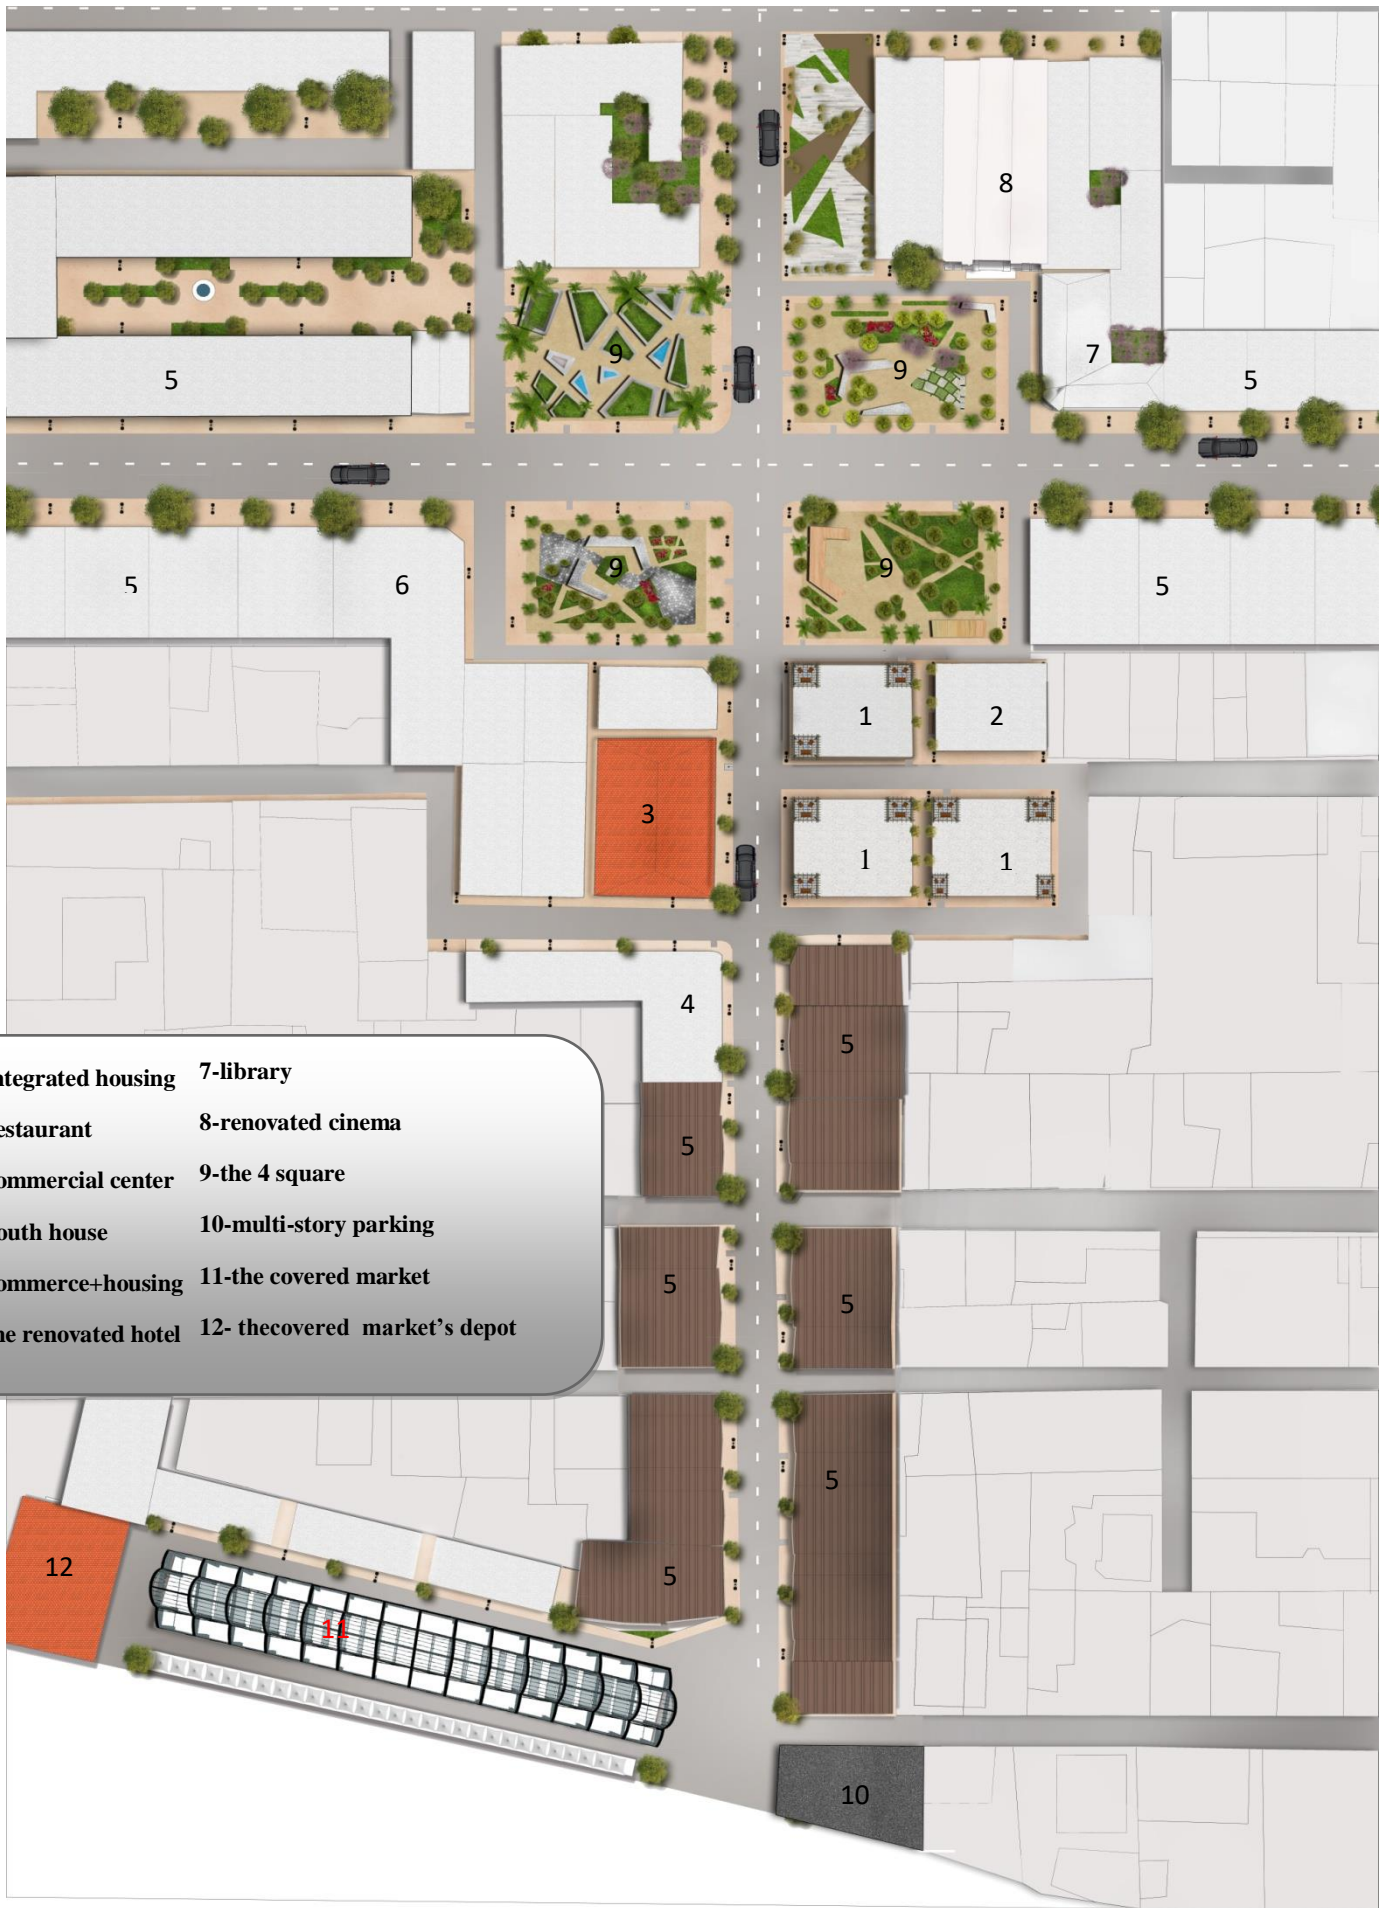 8
9
9
7
5
5
5
6
9
9
5
1
2
3
1
1
4
5
5
ntegrated housing
estaurant
ommercial center
outh house
ommerce+housing
ne renovated hotel
7-library
8-renovated cinema
9-the 4 square
10-multi-story parking
11-the covered market
12- thecovered market's depot
5
5
5
5
12
11
10